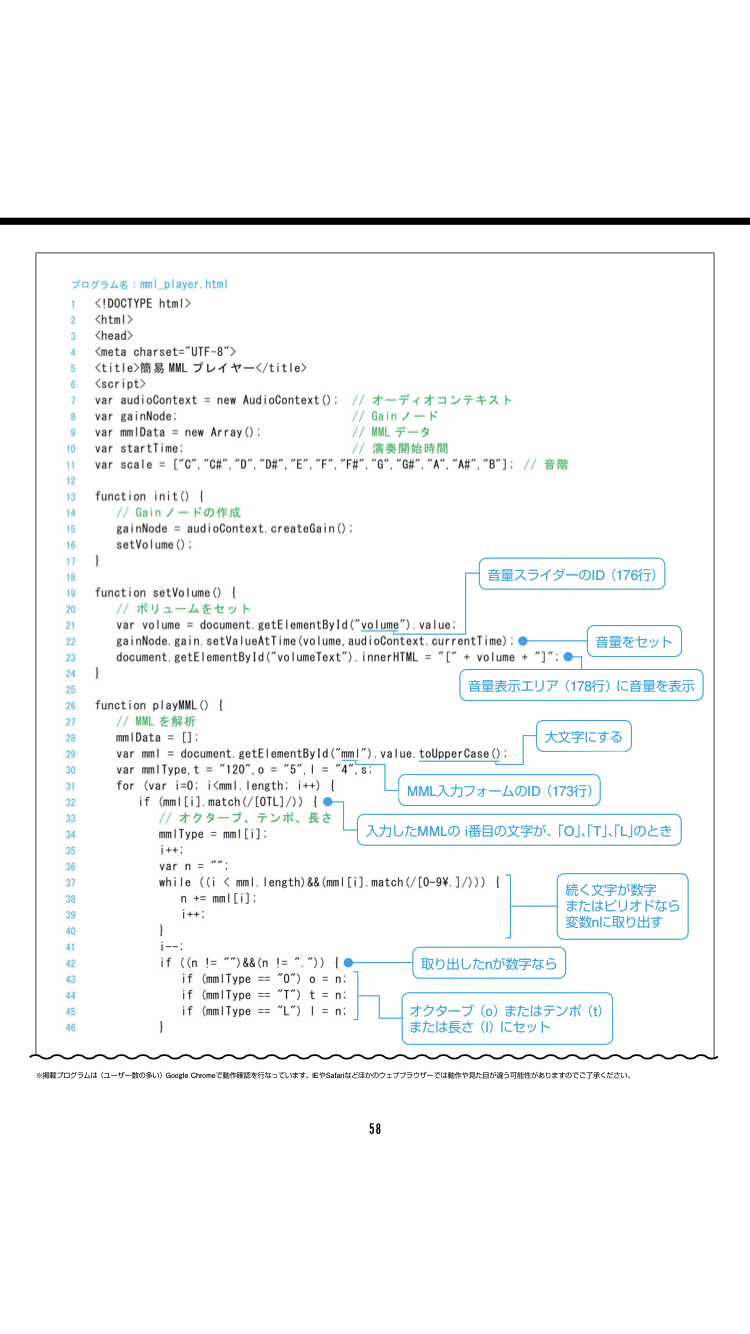 プログラム名：mml_player.html
1 <!DOCTYPE html>
2 <html>
3 <head>
4 <meta charset="UTF-8">
5 <title>簡易 MML プレイヤー</title>
6 <script>
7 var audioContext = new AudioContext(); // オーディオコンテキスト
8 var gainNode; // Gain ノード
9 var mmlData = new Array(); // MML データ
10 var startTime; // 演奏開始時間
11 var scale = ["C","C#","D","D#","E","F","F#","G","G#","A","A#","B"]; // 音階
12
13 function init() {
14 // Gain ノードの作成
15 gainNode = audioContext.createGain();
16 setVolume();
17 }
18
音量スライダーのID（176行）
19 function setVolume() {
20 // ボリュームをセット
21 var volume = document.getElementById("volume").value;
22 gainNode.gain.setValueAtTime(volume,audioContext.currentTime);
音量をセット
23 document.getElementById("volumeText").innerHTML = "[" + volume + "]";
24 }
音量表示エリア（178行）に音量を表示
25
26 function playMML() {
27 // MML を解析
28 mmlData = [];
大文字にする
29 var mml = document.getElementById("mml").value.toUpperCase();
30 var mmlType,t = "120",o = "5",l = "4",s;
31 for (var i=0; i<mml.length; i++) {
MML入力フォームのID（173行）
32 if (mml[i].match(/[OTL]/)) {
33 // オクターブ、テンポ、長さ
入力したMMLの i番目の文字が、「O」、「T」、「L」のとき
34 mmlType = mml[i];
35 i++;
36 var n = "";
37 while ((i < mml.length)&&(mml[i].match(/[0-9¥.]/))) {
38 n += mml[i];
39 i++;
続く文字が数字
またはピリオドなら
変数nに取り出す
40 }
41 i--;
42 if ((n != "")&&(n != ".")) {
取り出したnが数字なら
43 if (mmlType == "O") o = n;
44 if (mmlType == "T") t = n;
45 if (mmlType == "L") l = n;
オクターブ（o）またはテンポ（t）
または長さ（l）にセット
46 }
※掲載プログラムは（ユーザー数の多い）Google Chromeで動作確認を行なっています。IEやSafariなどほかのウェブブラウザーでは動作や見た目が違う可能性がありますのでご了承ください。
58